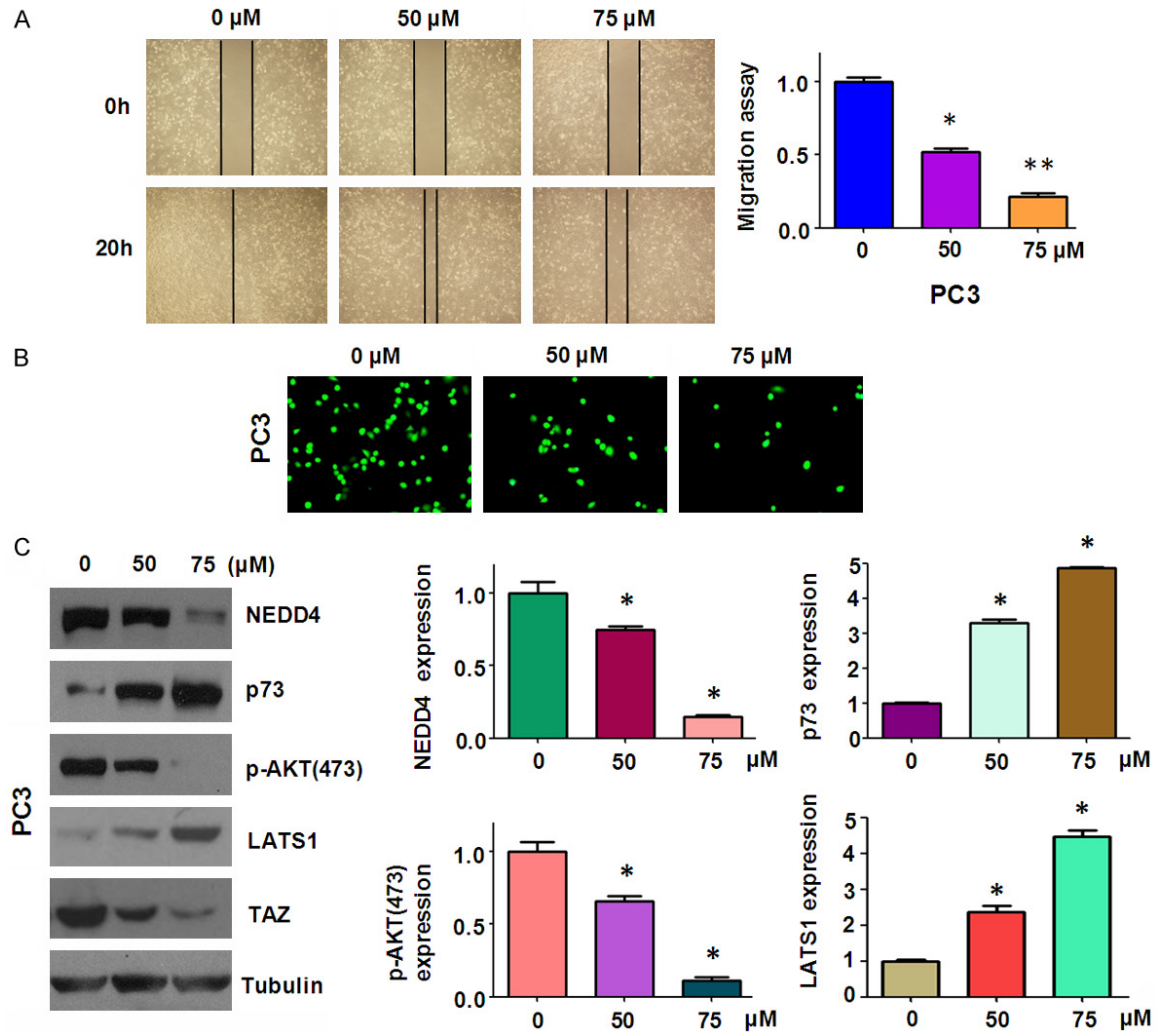 A
0 µM 50 µM 75 µM
0h
20h
Migration assay
1.0
0.5
0.0
* **
0 50 75 µM
PC3
B
0 µM 50 µM 75 µM
PC3
C
0 50 75 (µM)
PC3
NEDD4
p73
p-AKT(473)
LATS1
TAZ
Tubulin
NEDD4 expression
1.0
0.5
0.0
* *
0 50 75 µM
p73 expression
5
4
3
2
1
0
* *
0 50 75 µM
p-AKT(473)
expression
1.0
0.5
0.0
* *
0 50 75 µM
LATS1 expression
5
4
3
2
1
0
* *
0 50 75 µM